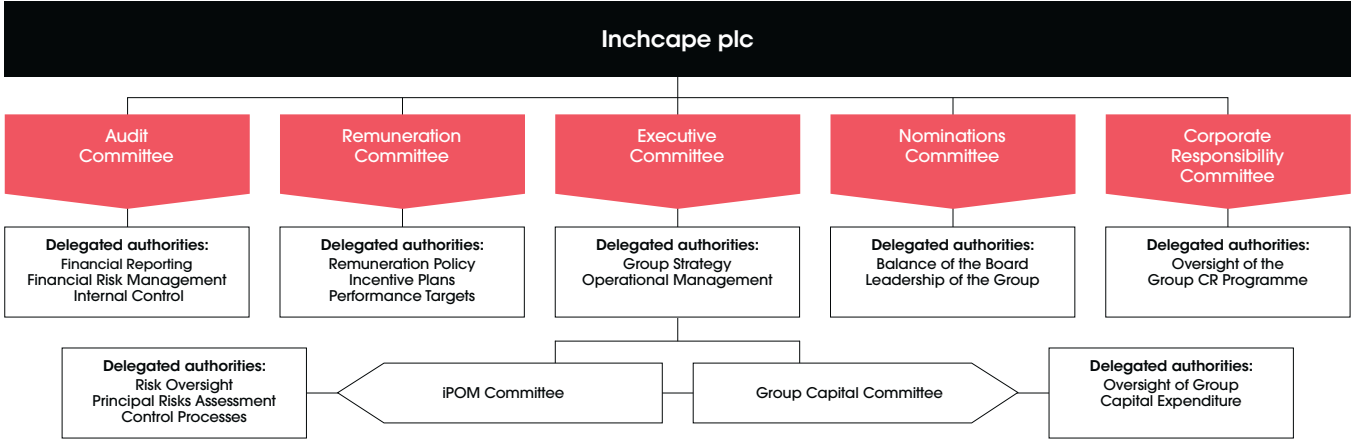 Inchcape plc
Audit
Committee
Remuneration
Committee
Executive
Committee
Nominations
Committee
Corporate
Responsibility
Committee
Delegated authorities:
Financial Reporting
Financial Risk Management
Internal Control
Delegated authorities:
Remuneration Policy
Incentive Plans
Performance Targets
Delegated authorities:
Group Strategy
Operational Management
Delegated authorities:
Balance of the Board
Leadership of the Group
Delegated authorities:
Oversight of the
Group CR Programme
Delegated authorities:
Risk Oversight
Principal Risks Assessment
Control Processes
iPOM Committee
Group Capital Committee
Delegated authorities:
Oversight of Group
Capital Expenditure